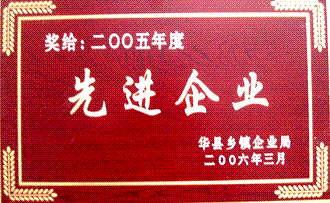 奖给：二〇〇五年度
先进企业
华县乡镇企业局
二〇〇六年三月